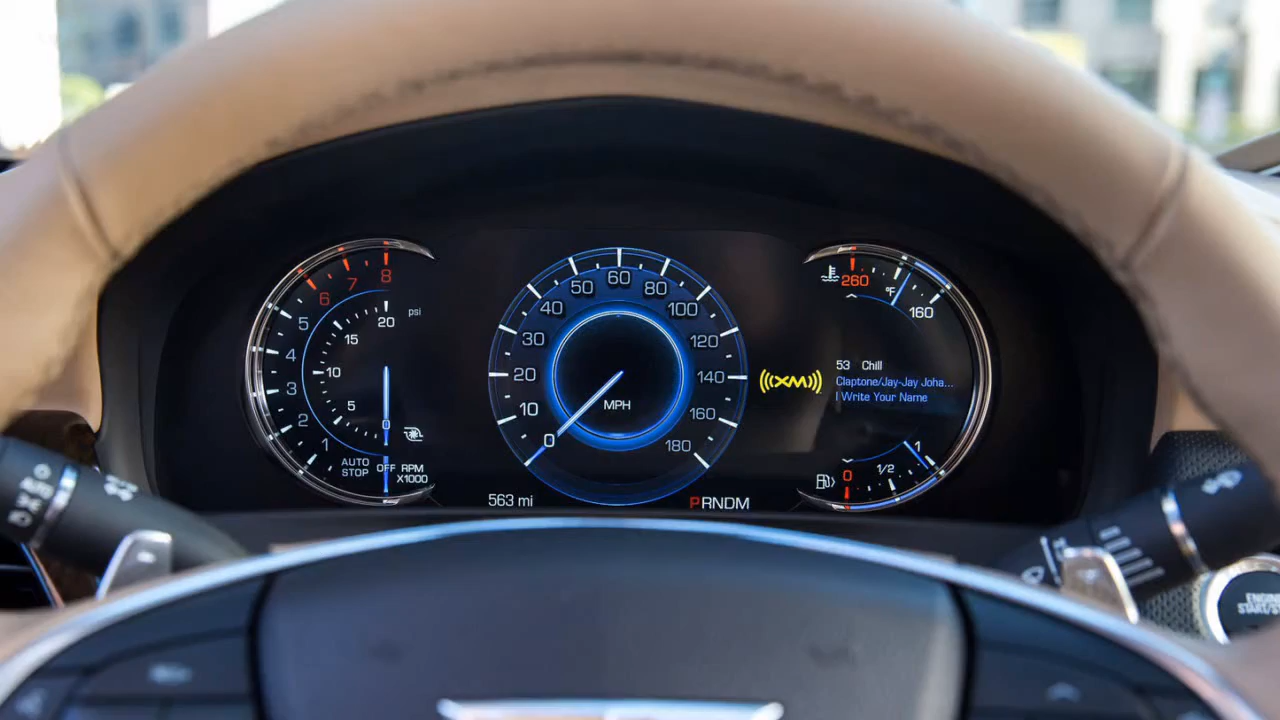 8
7
6
5
4
3
2
1
20 psi
15
10
5
0
AUTO STOP
OFF
RPM X1000
60
50
80
40
100
30
120
20
140
10
160
0
180
MPH
563 mi
PRNDM
260
°F
160
((XM))
53 Chill
Claptone/Jay-Jay Joha...
I Write Your Name
1
1/2
0
ENGINE
START/S